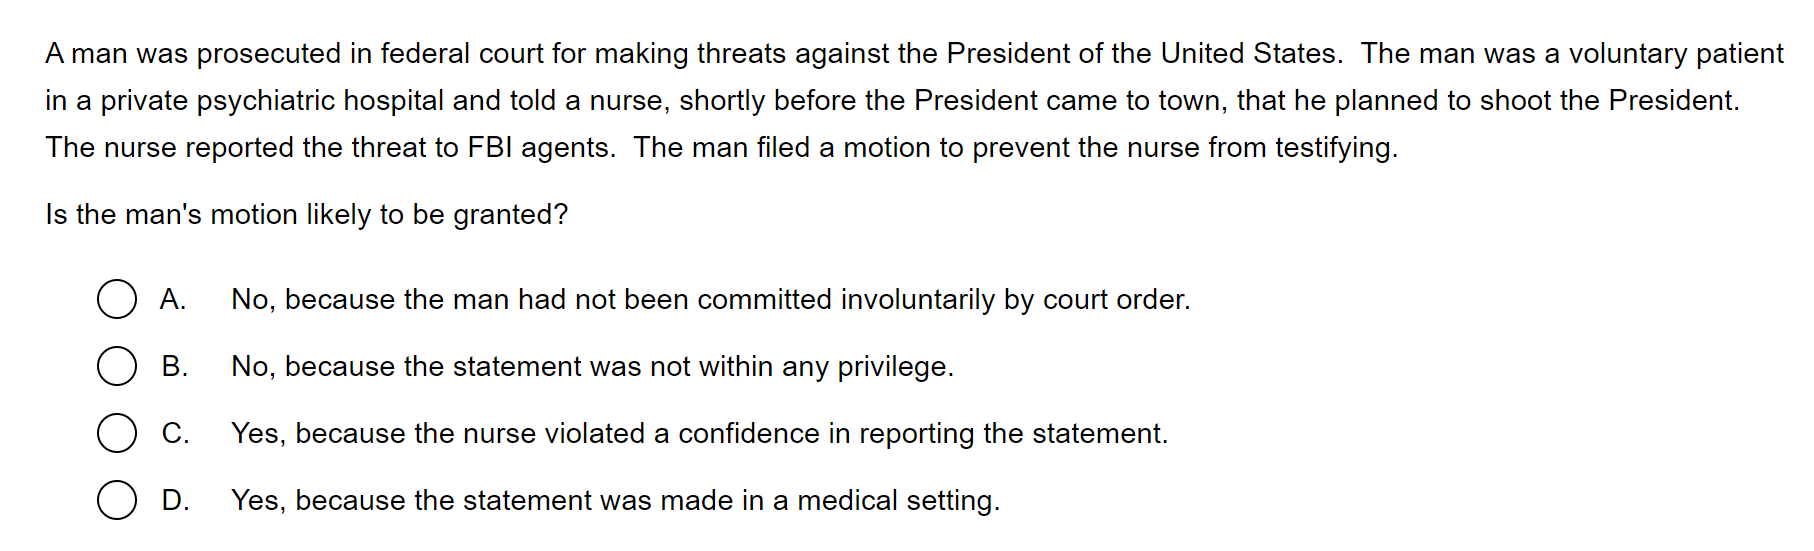 A man was prosecuted in federal court for making threats against the President of the United States.  The man was a voluntary patient
in a private psychiatric hospital and told a nurse, shortly before the President came to town, that he planned to shoot the President.
The nurse reported the threat to FBI agents.  The man filed a motion to prevent the nurse from testifying.
Is the man's motion likely to be granted?
A. No, because the man had not been committed involuntarily by court order.
B. No, because the statement was not within any privilege.
C. Yes, because the nurse violated a confidence in reporting the statement.
D. Yes, because the statement was made in a medical setting.